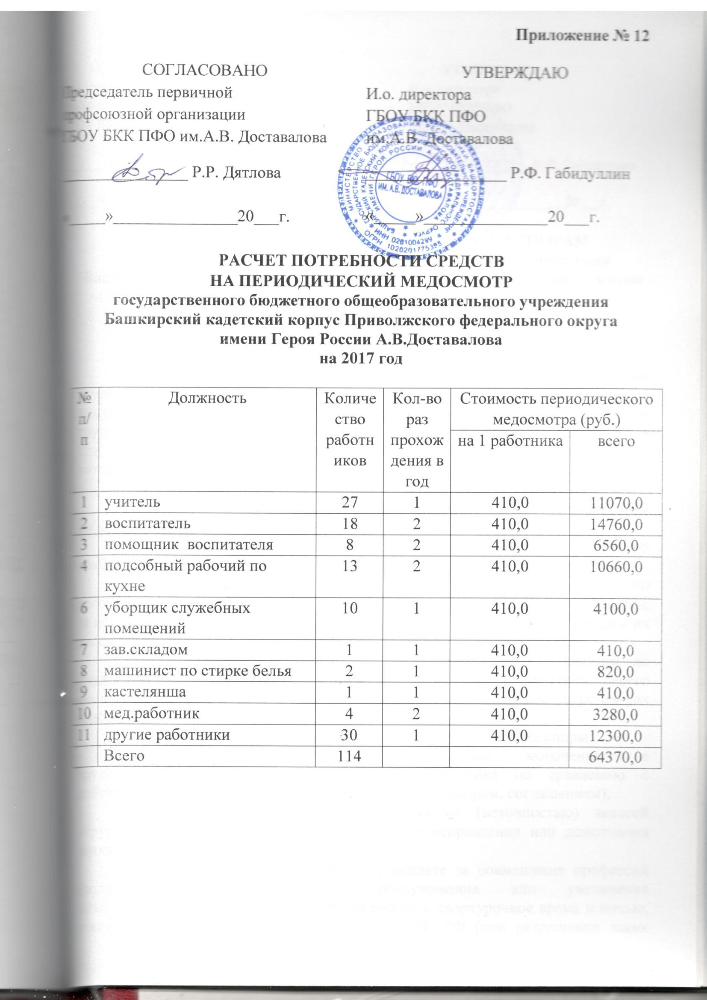 Приложение № 12
СОГЛАСОВАНО
Председатель первичной
профсоюзной организации
ГБОУ БКК ПФО им.А.В. Доставалова
Р.Р. Дятлова
«_____»_______________20___г.
УТВЕРЖДАЮ
И.о. директора
ГБОУ БКК ПФО
им.А.В. Доставалова
Р.Ф. Габидуллин
«_____»_______________20___г.
ГБОУ БКК ПФО
ИМ. А.В. ДОСТАВАЛОВА
РАСЧЕТ ПОТРЕБНОСТИ СРЕДСТВ
НА ПЕРИОДИЧЕСКИЙ МЕДОСМОТР
государственного бюджетного общеобразовательного учреждения
Башкирский кадетский корпус Приволжского федерального округа
имени Героя России А.В.Доставалова
на 2017 год
№ п/п Должность Количество работников Кол-во раз прохождения в год Стоимость периодического медосмотра (руб.)
на 1 работника всего
1 учитель 27 1 410,0 11070,0
2 воспитатель 18 2 410,0 14760,0
3 помощник воспитателя 8 2 410,0 6560,0
4 подсобный рабочий по кухне 13 2 410,0 10660,0
6 уборщик служебных помещений 10 1 410,0 4100,0
7 зав.складом 1 1 410,0 410,0
8 машинист по стирке белья 2 1 410,0 820,0
9 кастелянша 1 1 410,0 410,0
10 мед.работник 4 2 410,0 3280,0
11 другие работники 30 1 410,0 12300,0
Всего 114 64370,0